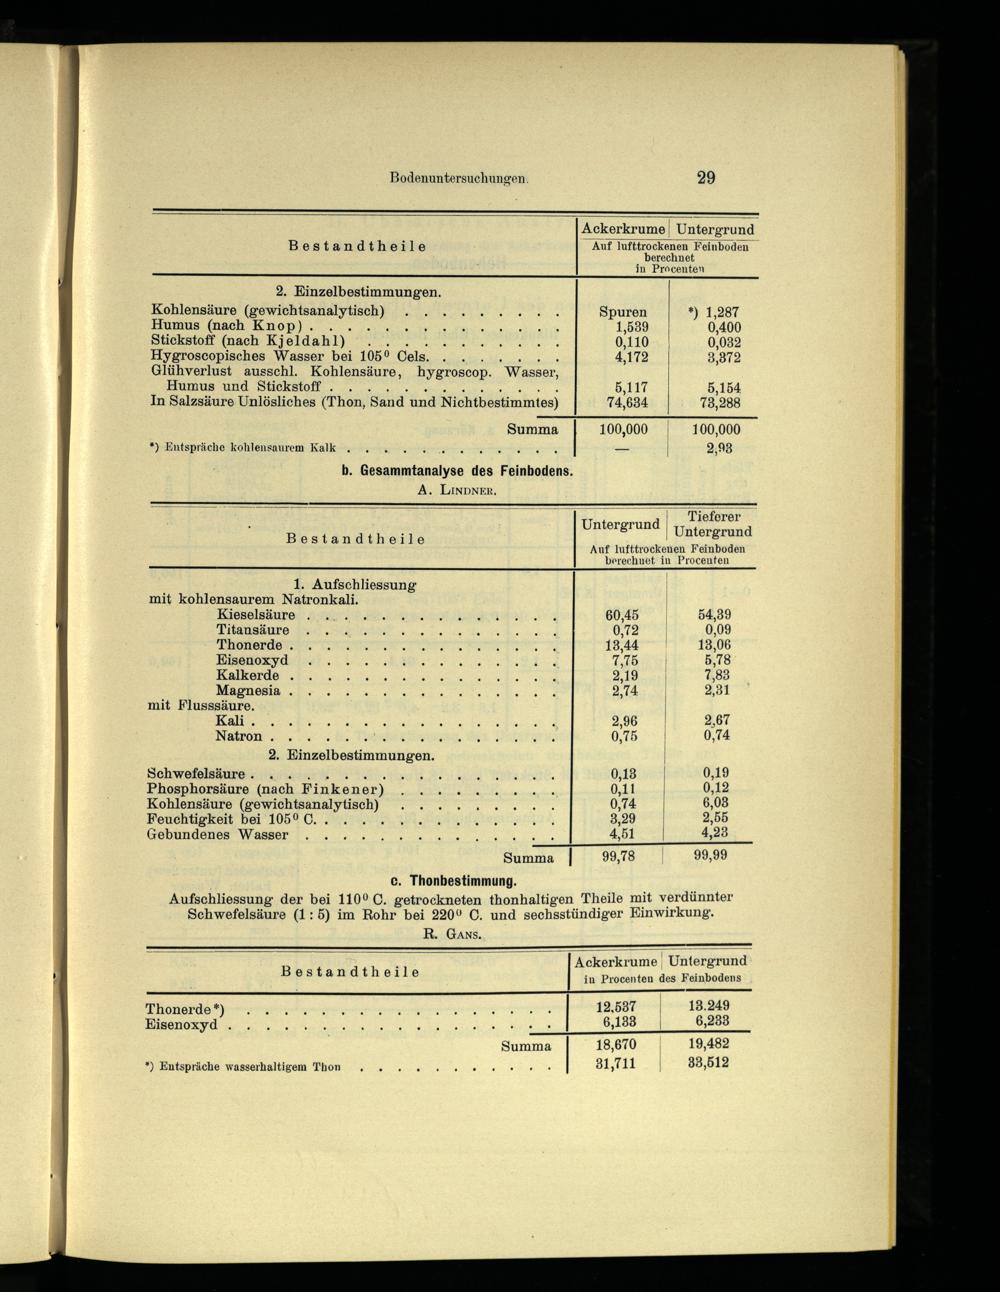 Bodenuntersuchungen. 29
Bestandtheile Ackerkrume Untergrund
Auf lufttrockenen Feinboden
berechnet
in Procenten
2. Einzelbestimmungen.
Kohlensäure (gewichtsanalytisch) . . . . . . . . . Spuren *) 1,287
Humus (nach Knop) . . . . . . . . . . . . . . 1,539 0,400
Stickstoff (nach Kjeldahl) . . . . . . . . . . . 0,110 0,032
Hygroscopisches Wasser bei 105⁰ Cels. . . . . . . . 4,172 3,372
Glühverlust ausschl. Kohlensäure, hygroscop. Wasser,
Humus und Stickstoff . . . . . . . . . . . . . 5,117 5,154
In Salzsäure Unlösliches (Thon, Sand und Nichtbestimmtes) 74,634 73,288
Summa 100,000 100,000
*) Entspräche kohlensaurem Kalk . . . . . . . . . . . . — 2,93
b. Gesammtanalyse des Feinbodens.
A. Lindner.
Bestandtheile Untergrund Tieferer Untergrund
Auf lufttrockenen Feinboden
berechnet in Procenten
1. Aufschliessung
mit kohlensaurem Natronkali.
Kieselsäure . . . . . . . . . . . . . . 60,45 54,39
Titansäure . . . . . . . . . . . . . . 0,72 0,09
Thonerde . . . . . . . . . . . . . . . 13,44 13,06
Eisenoxyd . . . . . . . . . . . . . . 7,75 5,78
Kalkerde . . . . . . . . . . . . . . . 2,19 7,83
Magnesia . . . . . . . . . . . . . . . 2,74 2,31
mit Flusssäure.
Kali . . . . . . . . . . . . . . . . . 2,96 2,67
Natron . . . . . . . . . . . . . . . . 0,75 0,74
2. Einzelbestimmungen.
Schwefelsäure . . . . . . . . . . . . . . . . . 0,13 0,19
Phosphorsäure (nach Finkener) . . . . . . . . . 0,11 0,12
Kohlensäure (gewichtsanalytisch) . . . . . . . . . 0,74 6,03
Feuchtigkeit bei 105⁰ C. . . . . . . . . . . . . . 3,29 2,55
Gebundenes Wasser . . . . . . . . . . . . . . 4,51 4,23
Summa 99,78 99,99
c. Thonbestimmung.
Aufschliessung der bei 110⁰ C. getrockneten thonhaltigen Theile mit verdünnter
Schwefelsäure (1 : 5) im Rohr bei 220⁰ C. und sechsstündiger Einwirkung.
R. Gans.
Bestandtheile Ackerkrume Untergrund
in Procenten des Feinbodens
Thonerde*) . . . . . . . . . . . . . . . . . 12,537 13.249
Eisenoxyd . . . . . . . . . . . . . . . . . . 6,133 6,233
Summa 18,670 19,482
*) Entspräche wasserhaltigem Thon . . . . . . . . . . . 31,711 33,512